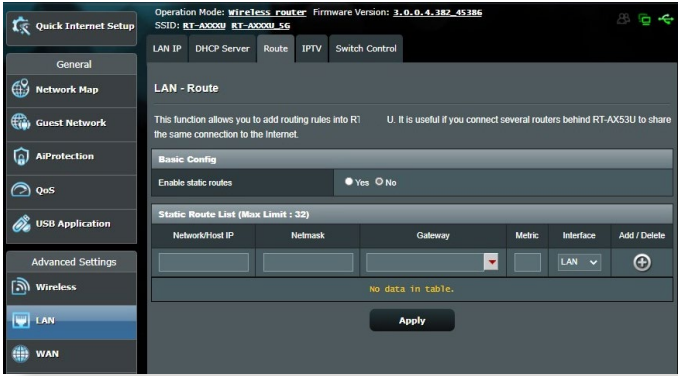 Quick Internet Setup
General
Network Map
Guest Network
AiProtection
QoS
USB Application
Advanced Settings
Wireless
LAN
WAN
Operation Mode: Wireless router Firmware Version: 3.0.0.4.382_45386
SSID: RT-AXXXU RT-AXXXU_5G
LAN IP DHCP Server Route IPTV Switch Control
LAN - Route
This function allows you to add routing rules into RT U. It is useful if you connect several routers behind RT-AX53U to share
the same connection to the Internet.
Basic Config
Enable static routes Yes No
Static Route List (Max Limit : 32)
Network/Host IP Netmask Gateway Metric Interface Add / Delete
LAN
No data in table.
Apply